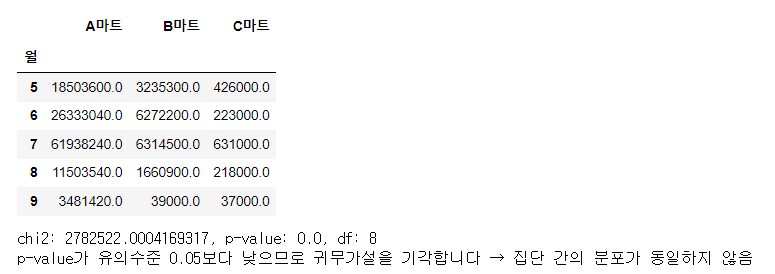 A마트 B마트 C마트
월
5 18503600.0 3235300.0 426000.0
6 26333040.0 6272200.0 223000.0
7 61938240.0 6314500.0 631000.0
8 11503540.0 1660900.0 218000.0
9 3481420.0 39000.0 37000.0
chi2: 2782522.0004169317, p-value: 0.0, df: 8
p-value가 유의수준 0.05보다 낮으므로 귀무가설을 기각합니다 → 집단 간의 분포가 동일하지 않음